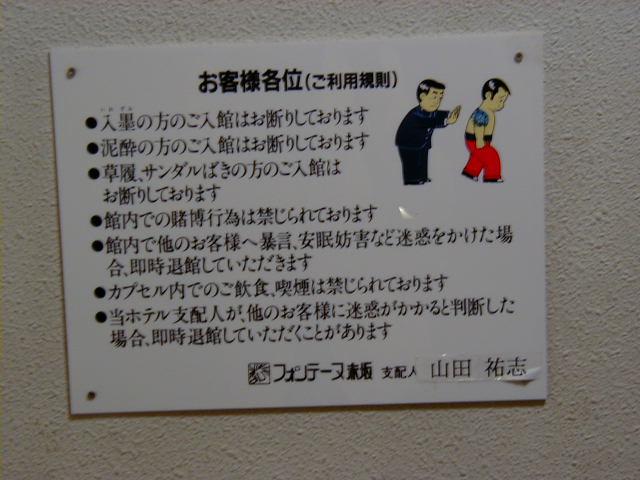 お客様各位(ご利用規則)
いれずみ
●入墨の方のご入館はお断りしております
●泥酔の方のご入館はお断りしております
●草履、サンダルばきの方のご入館は
お断りしております
●館内での賭博行為は禁じられております
●館内で他のお客様へ暴言、安眠妨害など迷惑をかけた場
合、即時退館していただきます
●カプセル内でのご飲食、喫煙は禁じられております
●当ホテル支配人が、他のお客様に迷惑がかかると判断した
場合、即時退館していただくことがあります
フォンテーヌ赤坂 支配人 山田 祐志